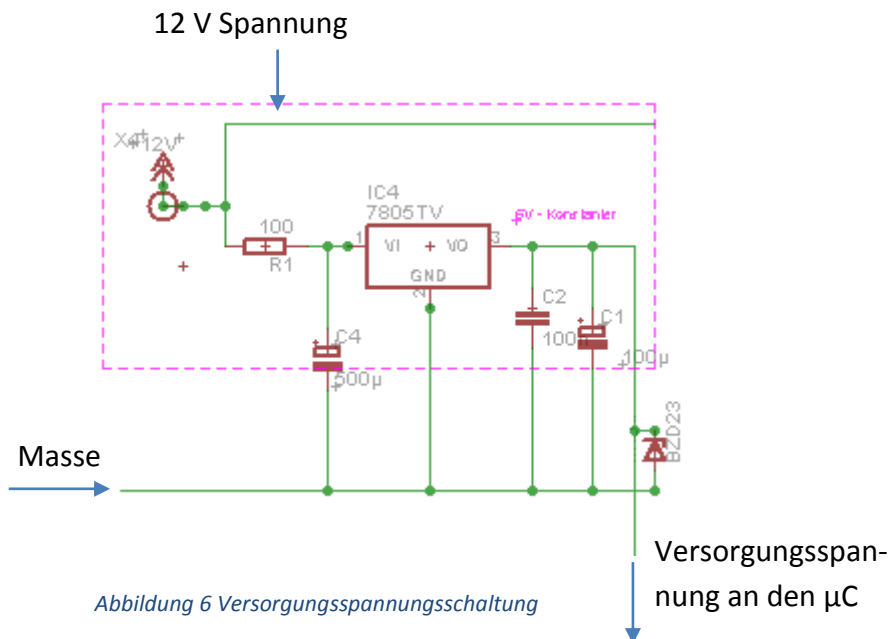 12 V Spannung
X4
+12V
IC4
7805TV
5V - Konstanter
100
1
VI
VO
3
R1
GND
2
C2
100n
C1
100µ
C4
500µ
BZD23
Masse
Versorgungsspan-
nung an den µC
Abbildung 6 Versorgungsspannungsschaltung